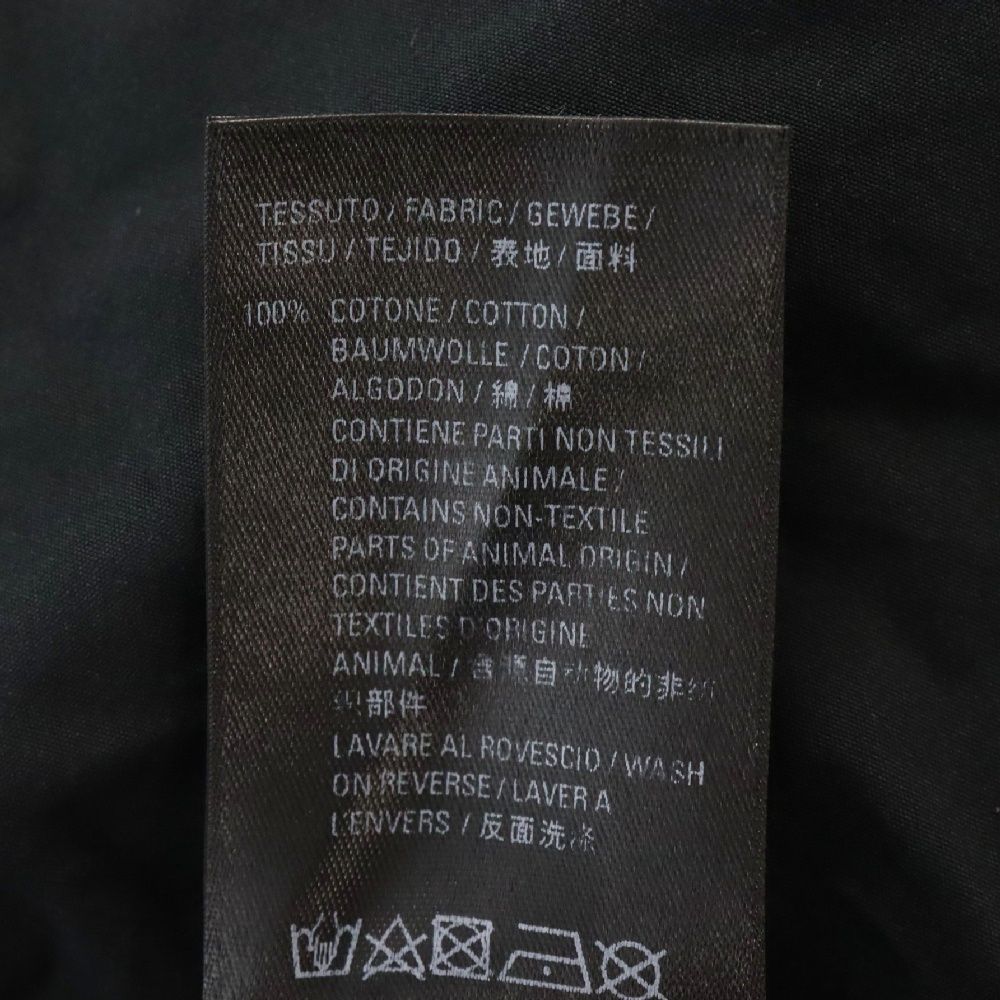 TESSUTO / FABRIC / GEWEBE /
TISSU / TEJIDO / 表地 / 面料
100% COTONE / COTTON /
BAUMWOLLE / COTON /
ALGODON / 綿 / 棉
CONTIENE PARTI NON TESSILI
DI ORIGINE ANIMALE /
CONTAINS NON-TEXTILE
PARTS OF ANIMAL ORIGIN /
CONTIENT DES PARTIES NON
TEXTILES D'ORIGINE
ANIMAL / 含源自动物的非织
部件
LAVARE AL ROVESCIO / WASH
ON REVERSE / LAVER A
L'ENVERS / 反面洗涤